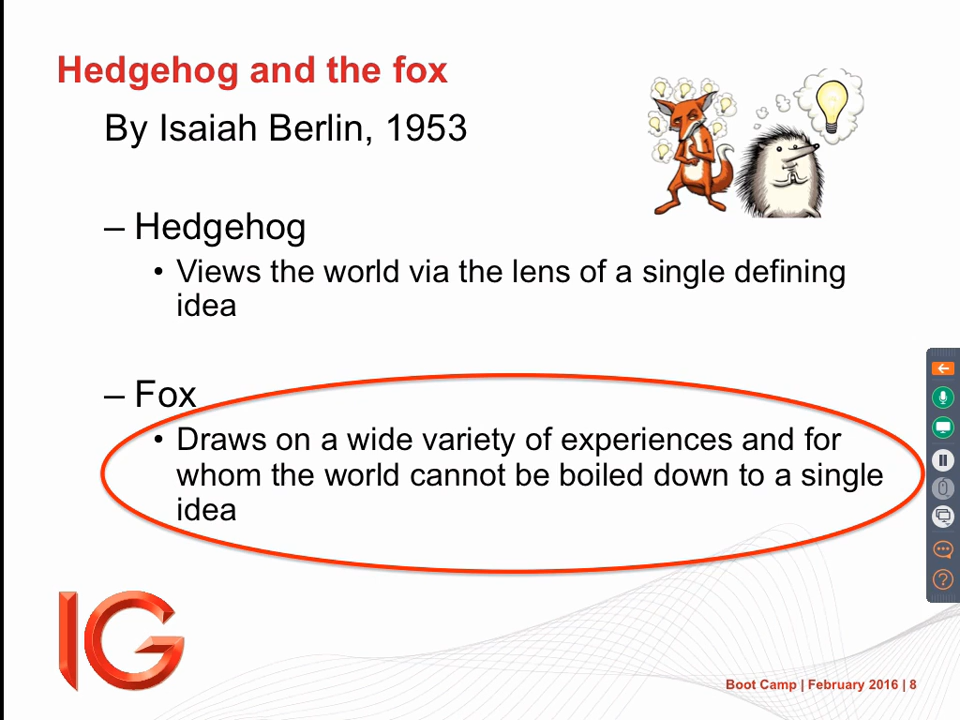 Hedgehog and the fox
By Isaiah Berlin, 1953
– Hedgehog
• Views the world via the lens of a single defining
idea
– Fox
• Draws on a wide variety of experiences and for
whom the world cannot be boiled down to a single
idea
IG
Boot Camp | February 2016 | 8